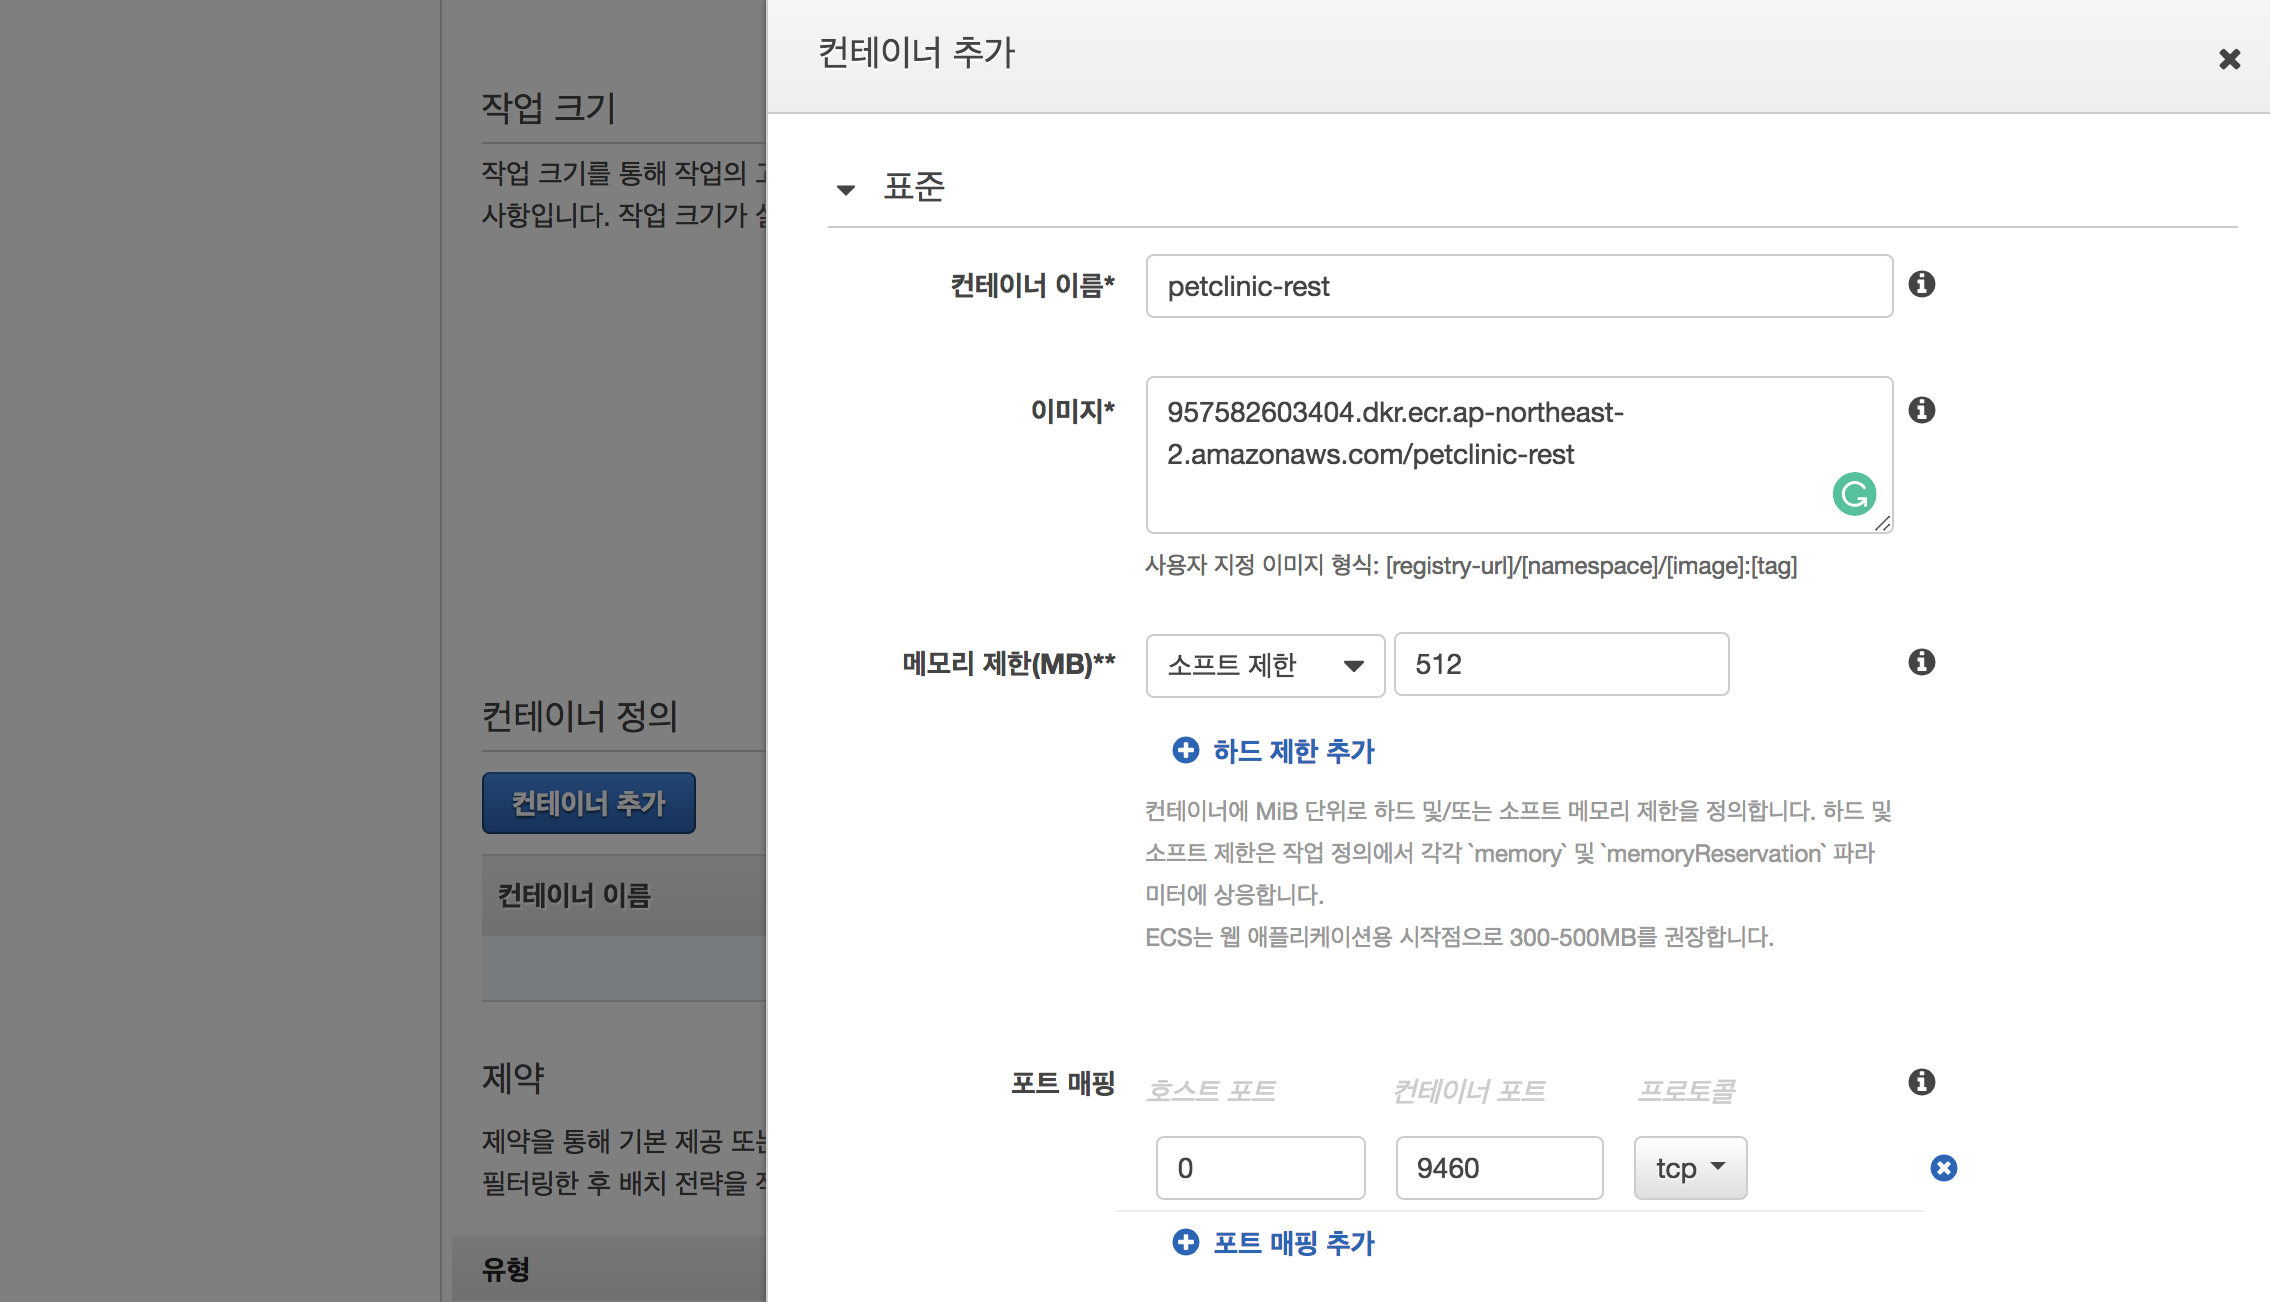 컨테이너 추가
작업 크기
작업 크기를 통해 작업의
사항입니다. 작업 크기가
컨테이너 정의
컨테이너 추가
컨테이너 이름
제약
제약을 통해 기본 제공
필터링한 후 배치 전략을
유형
표준
컨테이너 이름*
petclinic-rest
이미지*
957582603404.dkr.ecr.ap-northeast-
2.amazonaws.com/petclinic-rest
사용자 지정 이미지 형식: [registry-url]/[namespace]/[image]:[tag]
메모리 제한(MB)**
소프트 제한
512
하드 제한 추가
컨테이너에 MiB 단위로 하드 및/또는 소프트 메모리 제한을 정의합니다. 하드 및
소프트 제한은 작업 정의에서 각각 `memory` 및 `memoryReservation` 파라
미터에 상응합니다.
ECS는 웹 애플리케이션용 시작점으로 300-500MB를 권장합니다.
포트 매핑
호스트 포트
컨테이너 포트
프로토콜
0
9460
tcp
포트 매핑 추가